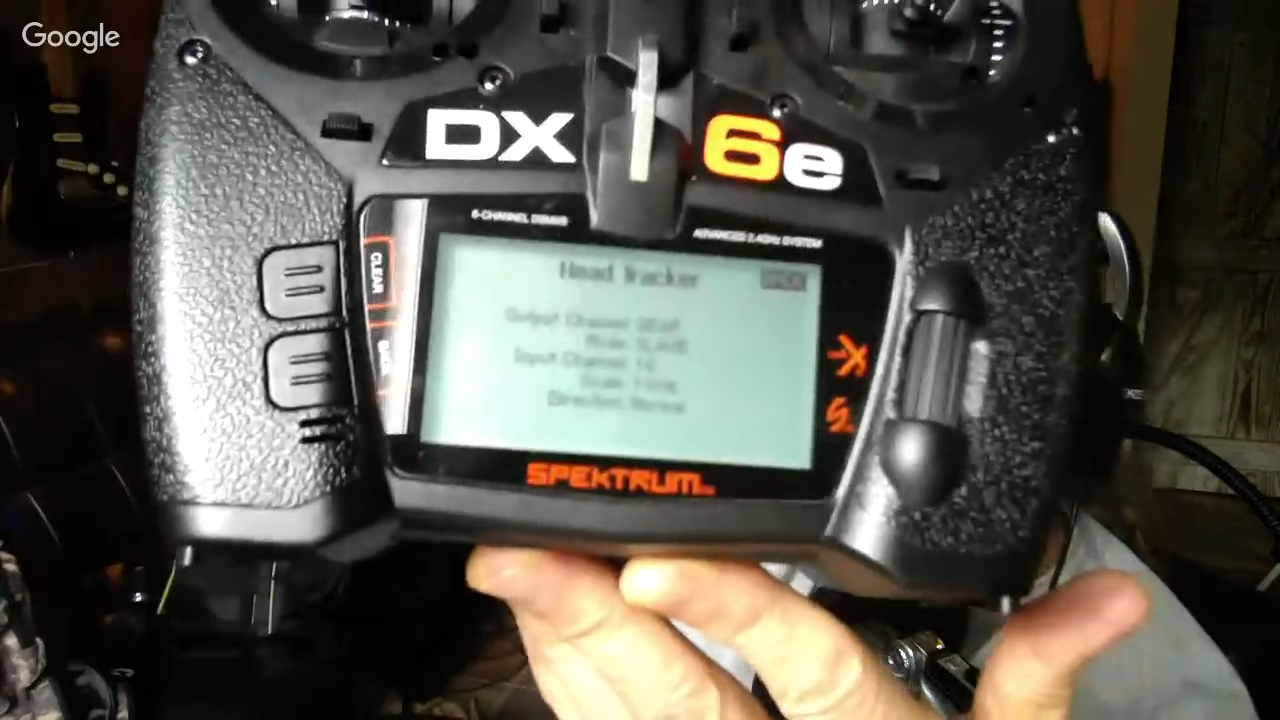 Google
DX 6e
6-CHANNEL DSMX®
ADVANCED 2.4GHz SYSTEM
CLEAR
BACK
Head Tracker
Output Channel:
Mode:
Input Channel:
Scale:
Direction: Normal
SPEKTRUM